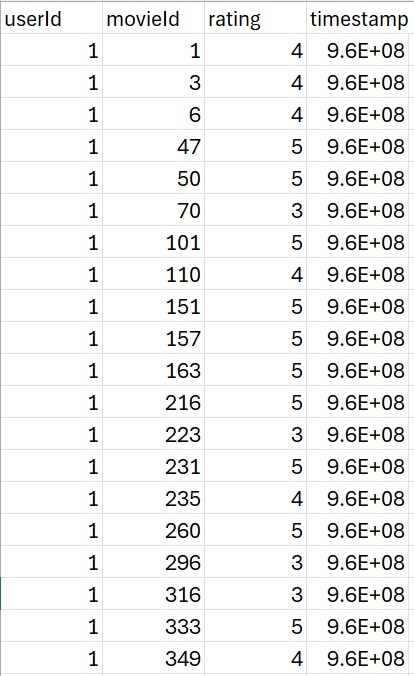 userId movieId rating timestamp
1 1 4 9.6E+08
1 3 4 9.6E+08
1 6 4 9.6E+08
1 47 5 9.6E+08
1 50 5 9.6E+08
1 70 3 9.6E+08
1 101 5 9.6E+08
1 110 4 9.6E+08
1 151 5 9.6E+08
1 157 5 9.6E+08
1 163 5 9.6E+08
1 216 5 9.6E+08
1 223 3 9.6E+08
1 231 5 9.6E+08
1 235 4 9.6E+08
1 260 5 9.6E+08
1 296 3 9.6E+08
1 316 3 9.6E+08
1 333 5 9.6E+08
1 349 4 9.6E+08